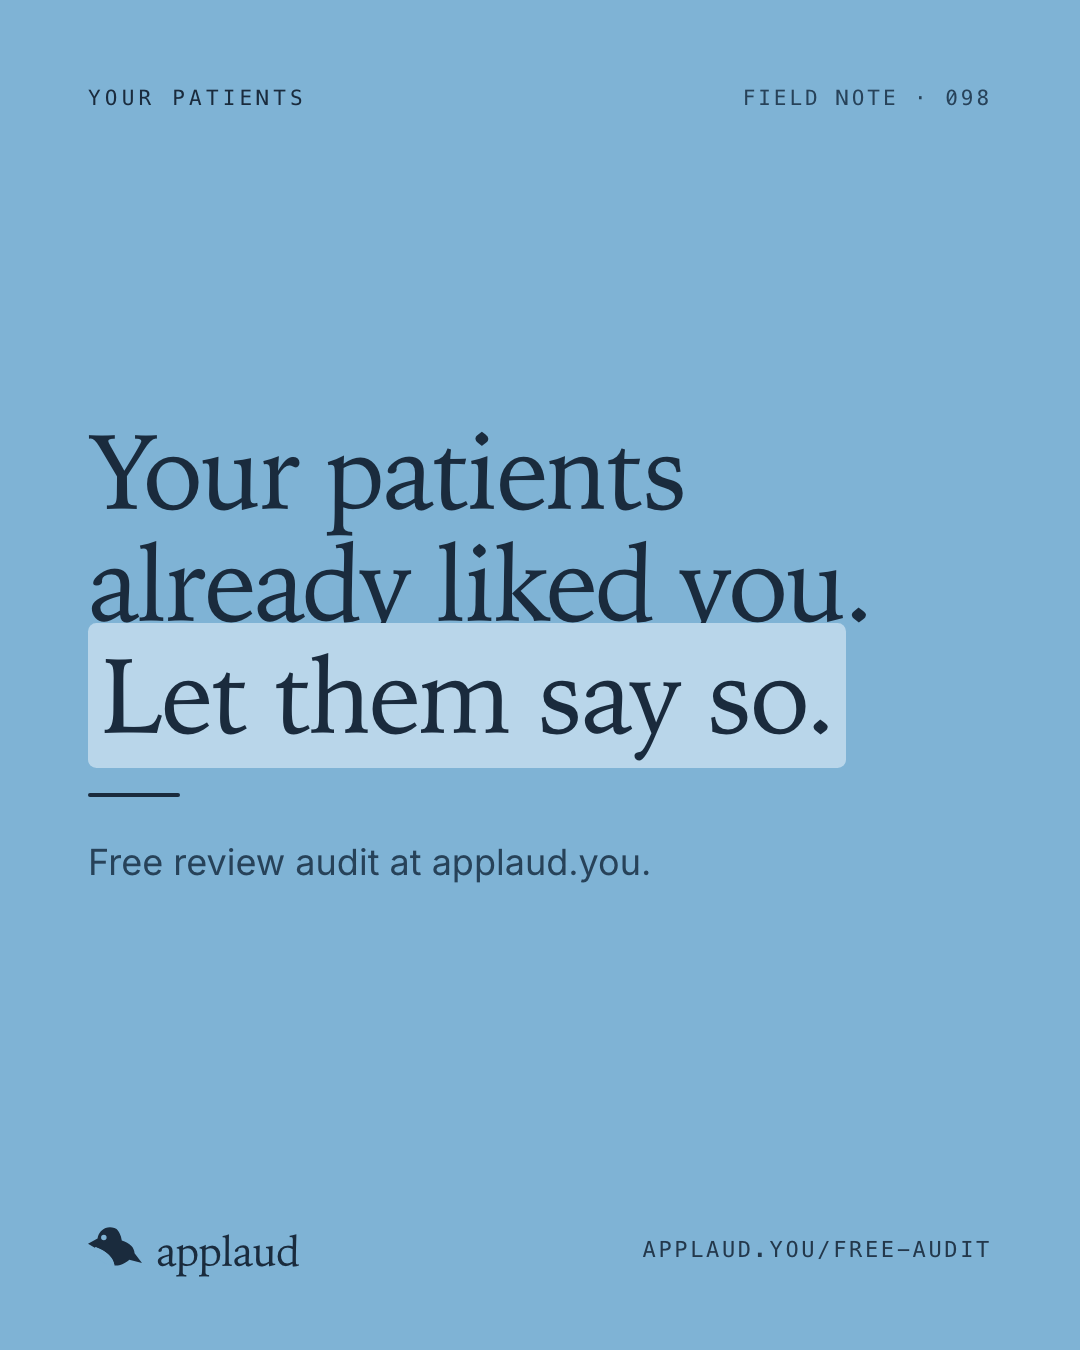 YOUR PATIENTS
FIELD NOTE · 098
Your patients
already liked you.
Let them say so.
Free review audit at applaud.you.
applaud
APPLAUD.YOU/FREE–AUDIT